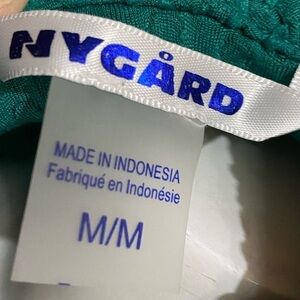 NYGÅRD
MADE IN INDONESIA
Fabriqué en Indonésie
M/M